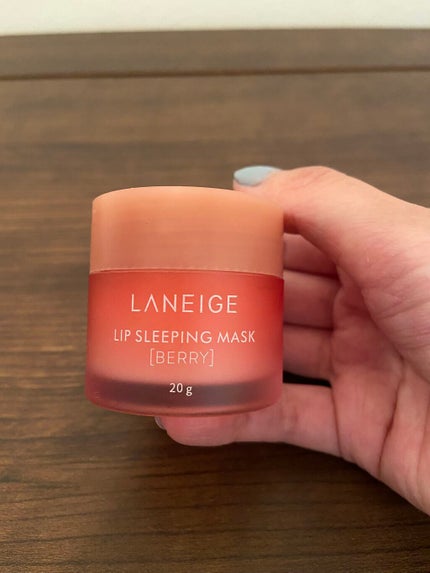 LANEIGE
LIP SLEEPING MASK
[BERRY]
20 g